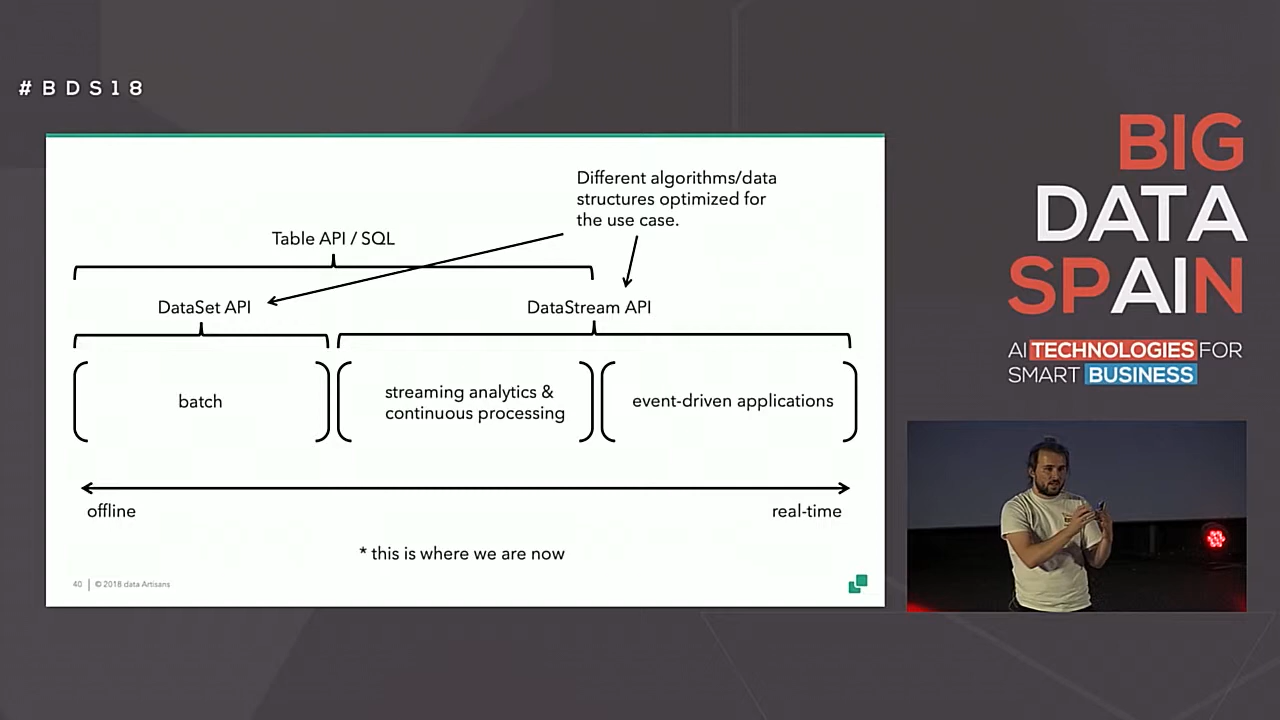 #BDS18
Different algorithms/data
structures optimized for
the use case.
Table API / SQL
DataSet API
DataStream API
batch
streaming analytics &
continuous processing
event-driven applications
offline
real-time
* this is where we are now
40 | © 2018 data Artisans
BIG
DATA
SPAIN
AI TECHNOLOGIES FOR
SMART BUSINESS